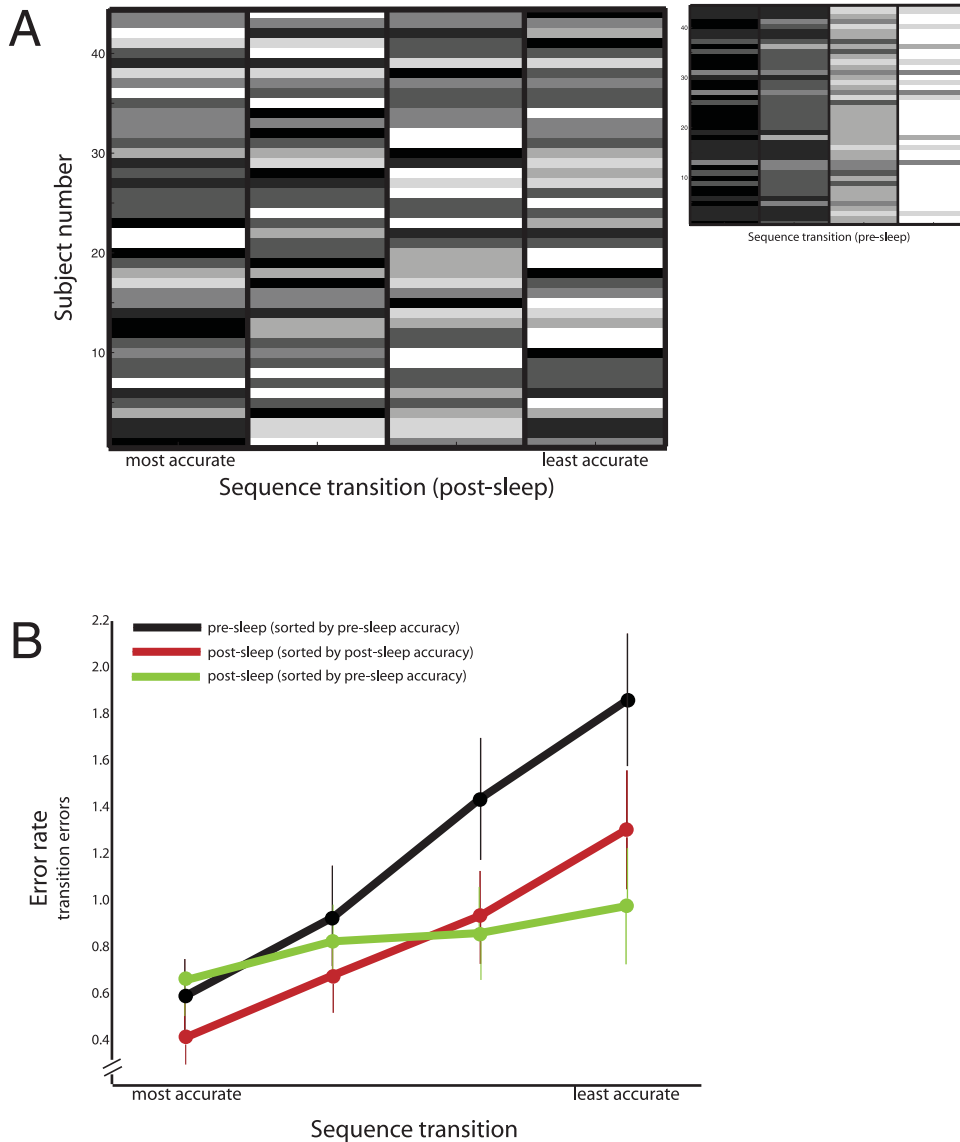 A
Subject number
40
30
20
10
most accurate
least accurate
Sequence transition (post-sleep)
40
30
20
10
Sequence transition (pre-sleep)
B
pre-sleep (sorted by pre-sleep accuracy)
post-sleep (sorted by post-sleep accuracy)
post-sleep (sorted by pre-sleep accuracy)
Error rate
transition errors
2.2
2.0
1.8
1.6
1.4
1.2
1.0
0.8
0.6
0.4
most accurate
least accurate
Sequence transition